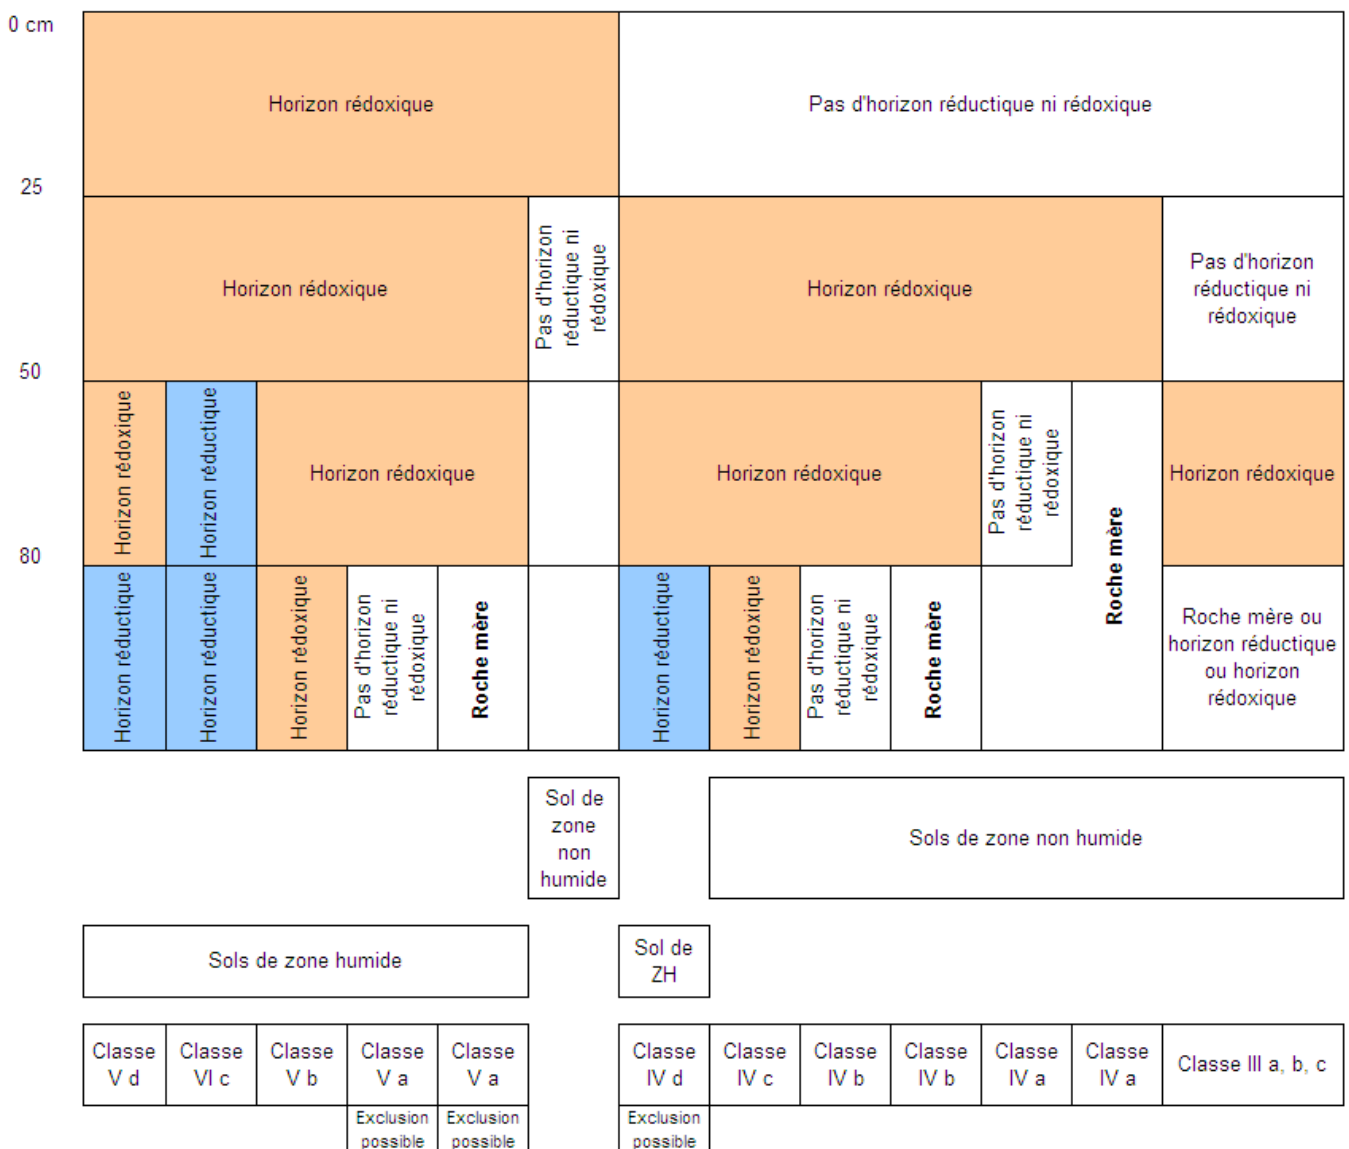 0 cm
Horizon rédoxique
Pas d'horizon réductique ni rédoxique
25
Horizon rédoxique
Pas d'horizon
réductique ni
rédoxique
Horizon rédoxique
Pas d'horizon
réductique ni
rédoxique
50
Horizon rédoxique
Horizon réductique
Horizon rédoxique
Horizon rédoxique
Pas d'horizon
réductique ni
rédoxique
Roche mère
Horizon rédoxique
80
Horizon réductique
Horizon réductique
Horizon rédoxique
Pas d'horizon
réductique ni
rédoxique
Roche mère
Horizon réductique
Horizon rédoxique
Pas d'horizon
réductique ni
rédoxique
Roche mère
Roche mère ou
horizon réductique
ou horizon
rédoxique
Sol de
zone
non
humide
Sols de zone non humide
Sols de zone humide
Sol de
ZH
Classe
V d
Classe
VI c
Classe
V b
Classe
V a
Classe
V a
Classe
IV d
Classe
IV c
Classe
IV b
Classe
IV b
Classe
IV a
Classe
IV a
Classe III a, b, c
Exclusion
possible
Exclusion
possible
Exclusion
possible